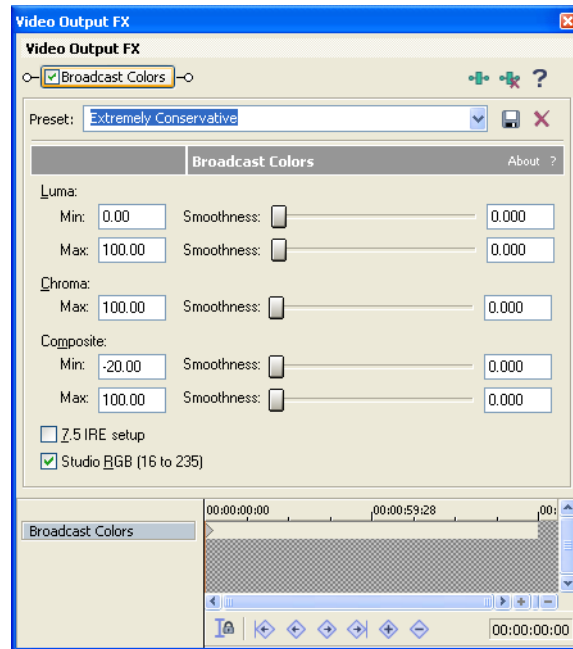 Video Output FX
Video Output FX
Broadcast Colors
?
Preset: Extremely Conservative
Broadcast Colors About ?
Luma:
Min: 0.00 Smoothness: 0.000
Max: 100.00 Smoothness: 0.000
Chroma:
Max: 100.00 Smoothness: 0.000
Composite:
Min: -20.00 Smoothness: 0.000
Max: 100.00 Smoothness: 0.000
7.5 IRE setup
Studio RGB (16 to 235)
00:00:00:00 00:00:59:28 00:
Broadcast Colors
00:00:00:00